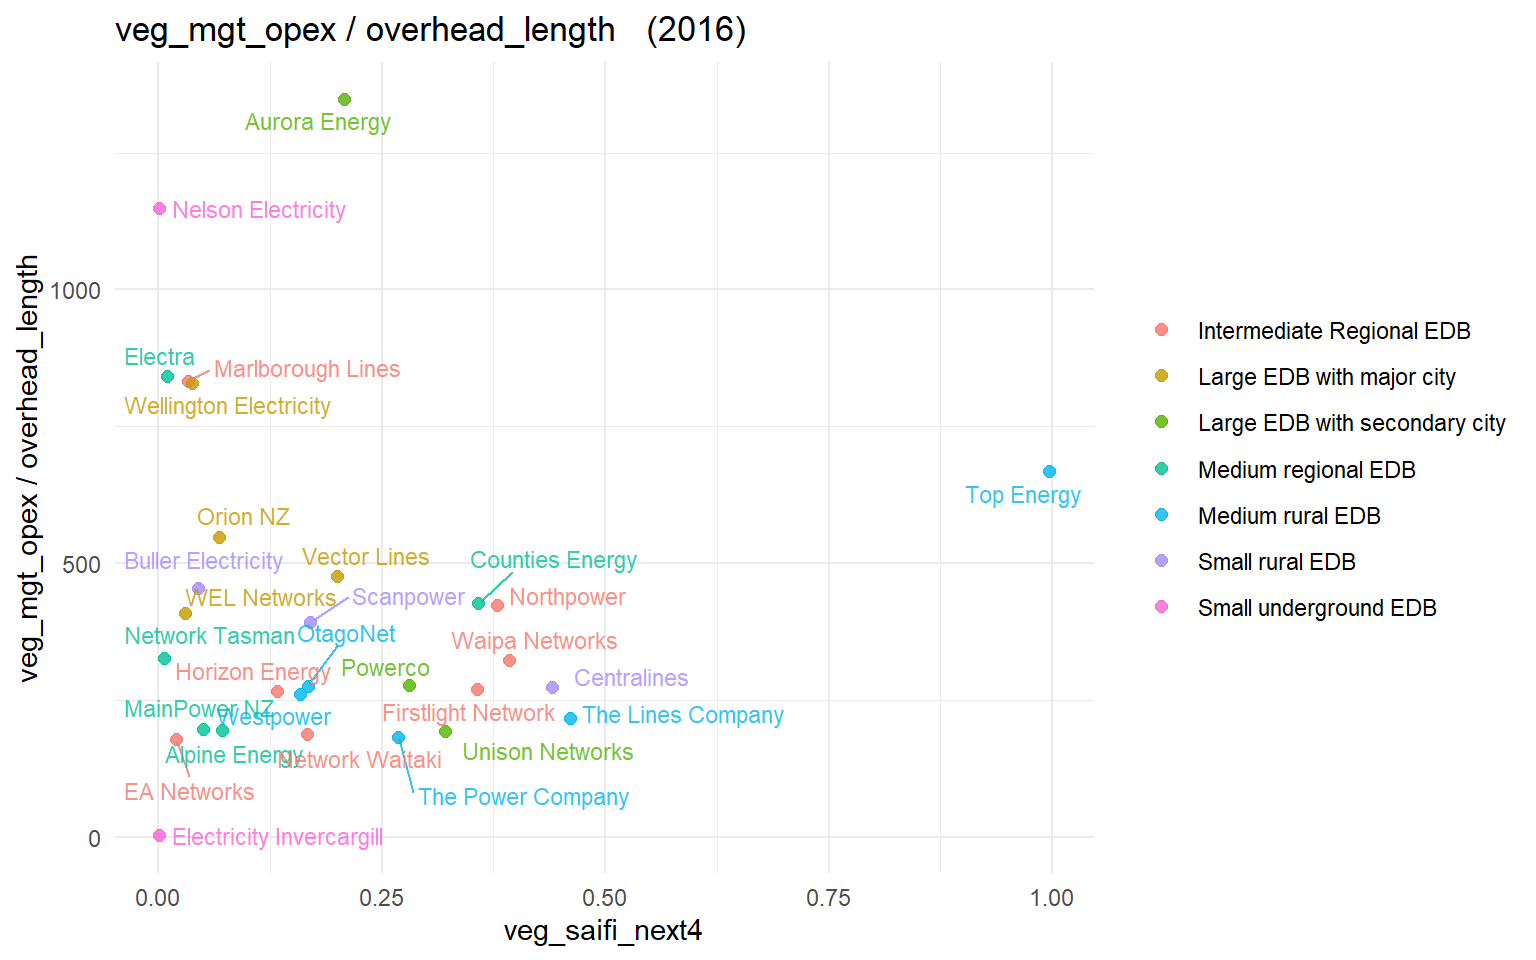 veg_mgt_opex / overhead_length   (2016)
Aurora Energy
Nelson Electricity
1000
Electra
Marlborough Lines
Wellington Electricity
Top Energy
Orion NZ
Vector Lines
Counties Energy
Buller Electricity
500
WEL Networks
Scanpower
Northpower
Network Tasman
OtagoNet
Waipa Networks
Horizon Energy
Powerco
Centralines
MainPower NZ
Westpower
Firstlight Network
The Lines Company
Alpine Energy
Network Waitaki
Unison Networks
EA Networks
The Power Company
0
Electricity Invercargill
0.00
0.25
0.50
0.75
1.00
veg_saifi_next4
veg_mgt_opex / overhead_length
Intermediate Regional EDB
Large EDB with major city
Large EDB with secondary city
Medium regional EDB
Medium rural EDB
Small rural EDB
Small underground EDB